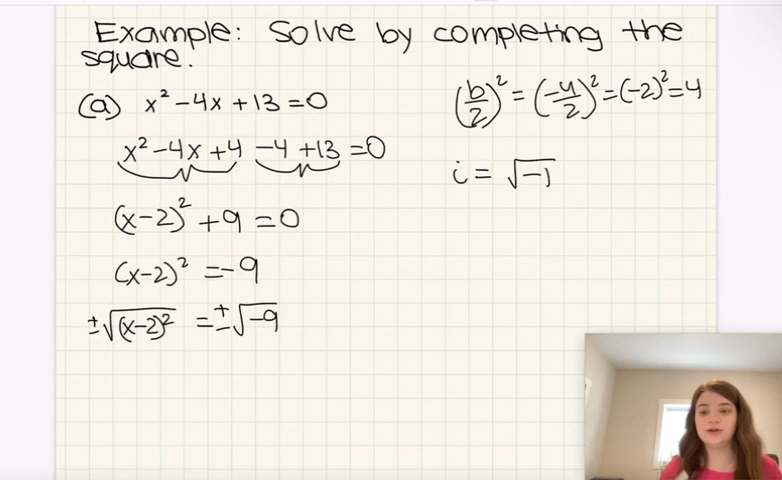 Example: Solve by completing the
square.
(a) x² - 4x + 13 = 0
(b/2)² = (-4/2)² = (-2)² = 4
x² - 4x + 4 - 4 + 13 = 0
i = √-1
(x-2)² + 9 = 0
(x-2)² = -9
±√(x-2)² = ±√-9